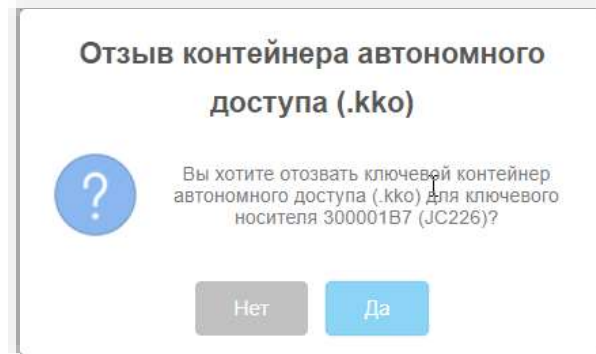 Отзыв контейнера автономного
доступа (.kko)
Вы хотите отозвать ключевой контейнер
автономного доступа (.kko) для ключевого
носителя 300001B7 (JC226)?
Нет
Да